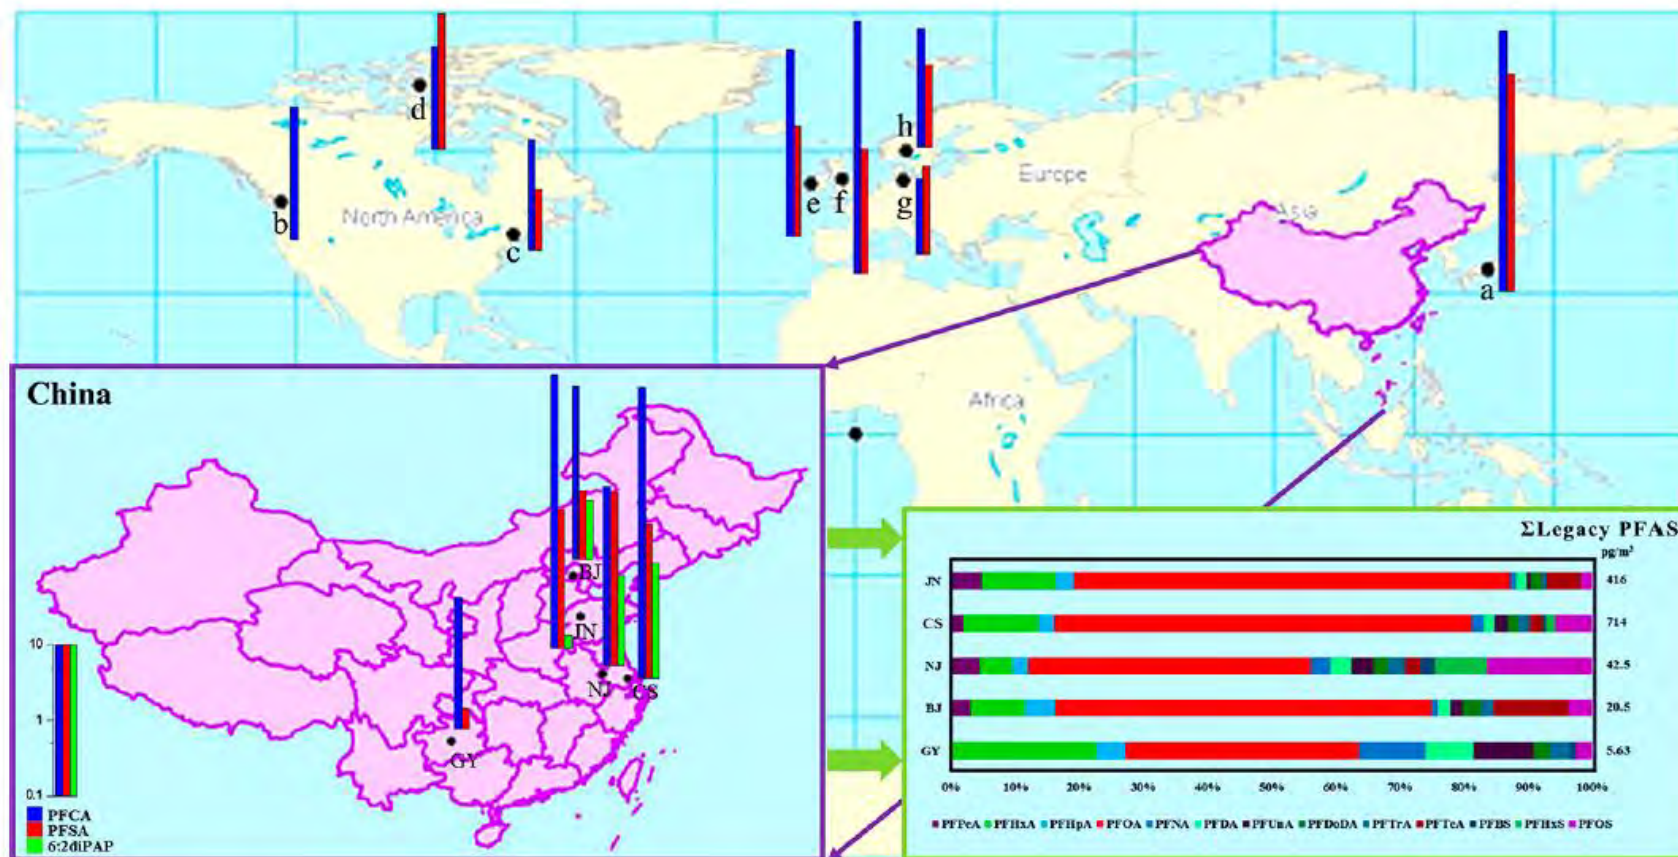 d
h
b
North America
c
e
f
g
Europe
Asia
a
China
Africa
BJ
JN
NJ
CS
GY
10
1
0.1
PFCA
PFSA
6:2diPAP
ΣLegacy PFAS
pg/m³
JN 416
CS 714
NJ 42.5
BJ 20.5
GY 5.63
0% 10% 20% 30% 40% 50% 60% 70% 80% 90% 100%
PFPeA PFHxA PFHpA PFOA PFNA PFDA PFUnA PFDoDA PFTrA PFTeA PFBS PFHxS PFOS